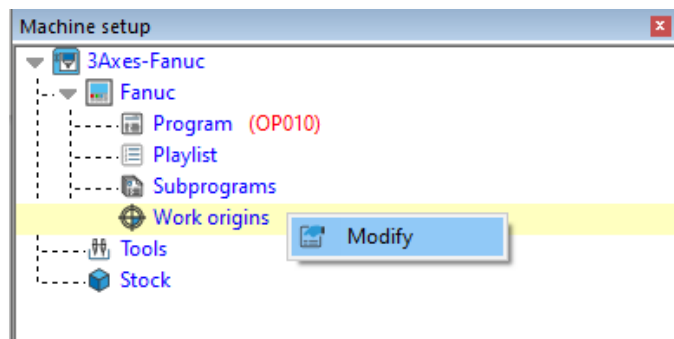 Machine setup
3Axes-Fanuc
Fanuc
Program (OP010)
Playlist
Subprograms
Work origins
Modify
Tools
Stock